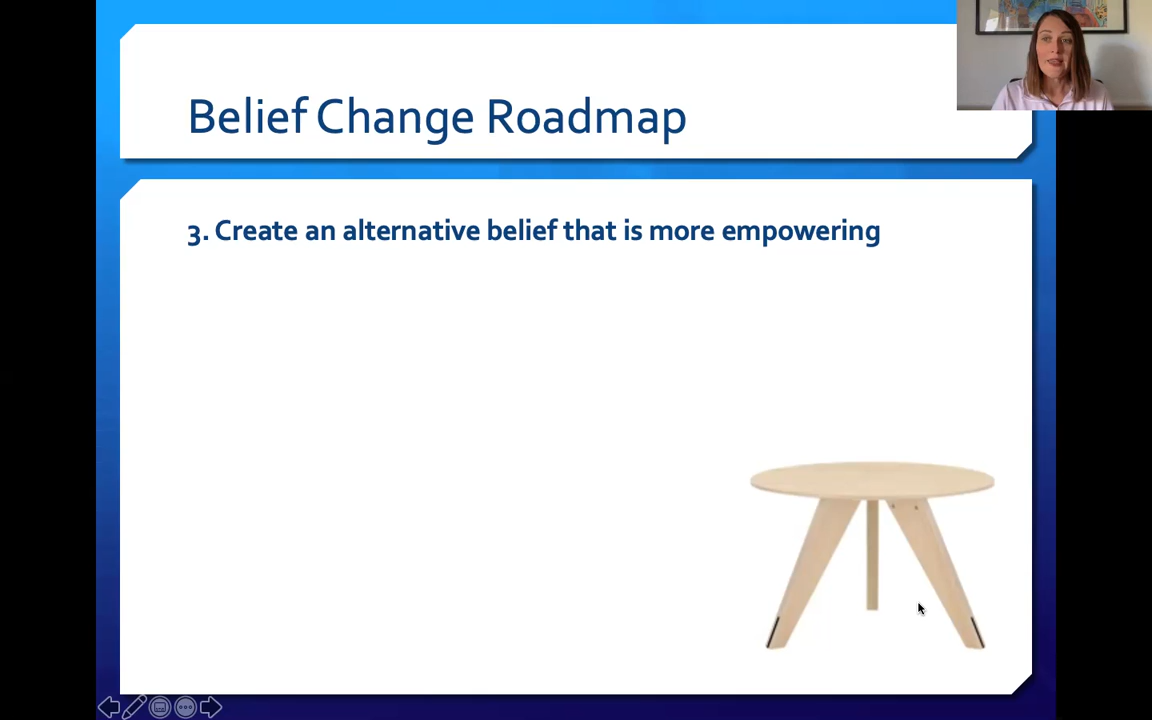 Belief Change Roadmap
3. Create an alternative belief that is more empowering